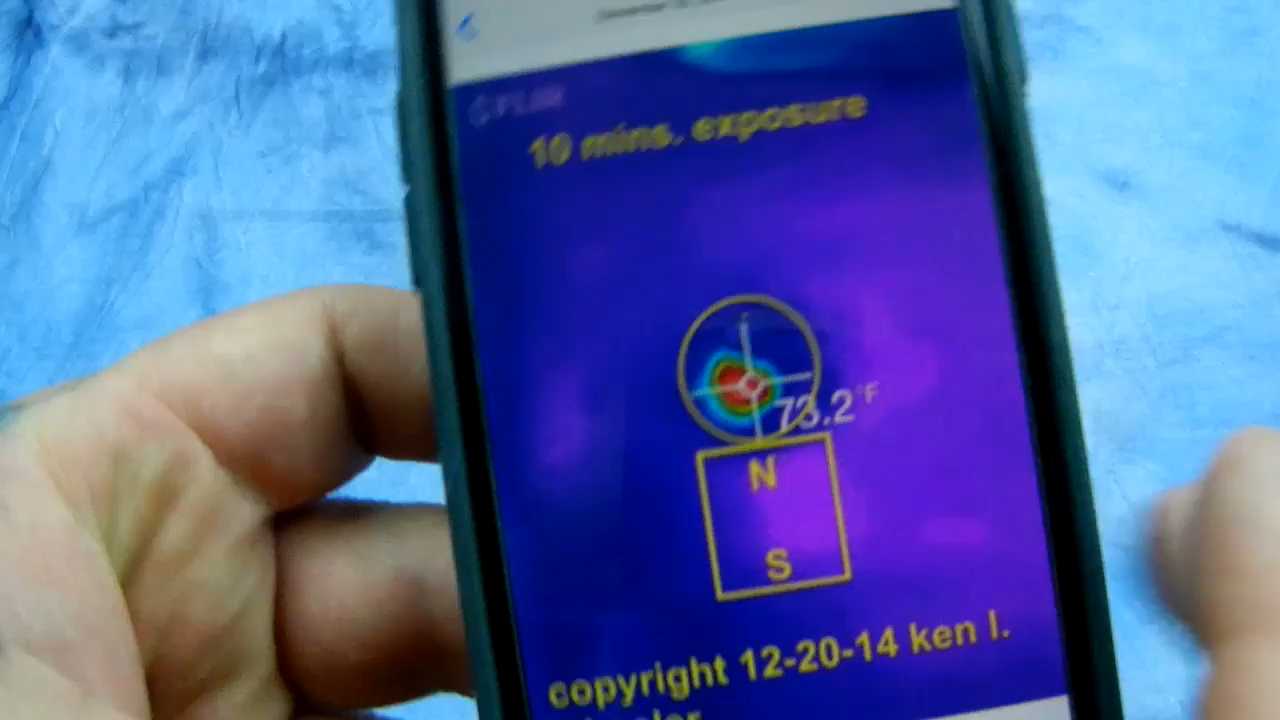 10 mins. exposure
73.2°F
N
S
copyright 12-20-14 ken l.